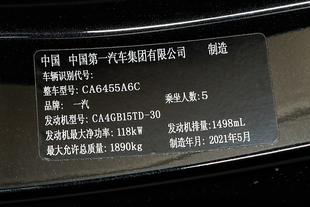 中国 中国第一汽车集团有限公司 制造
车辆识别代号:
整车型号: CA6455A6C
品牌: 一汽 乘坐人数: 5
发动机型号: CA4GB15TD-30
发动机最大净功率: 118kW 发动机排量: 1498mL
最大允许总质量: 1890kg 制造年月: 2021年5月